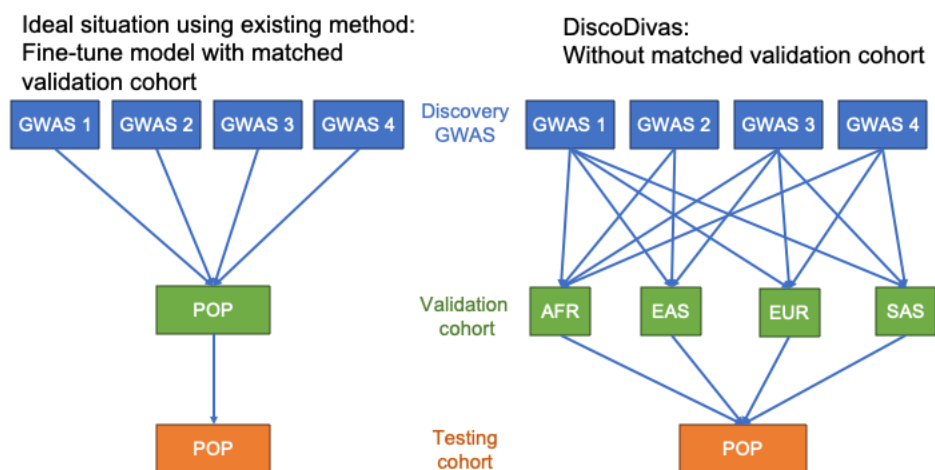 Ideal situation using existing method:
Fine-tune model with matched
validation cohort
DiscoDivas:
Without matched validation cohort
GWAS 1
GWAS 2
GWAS 3
GWAS 4
Discovery
GWAS
GWAS 1
GWAS 2
GWAS 3
GWAS 4
POP
Validation
cohort
AFR
EAS
EUR
SAS
POP
Testing
cohort
POP